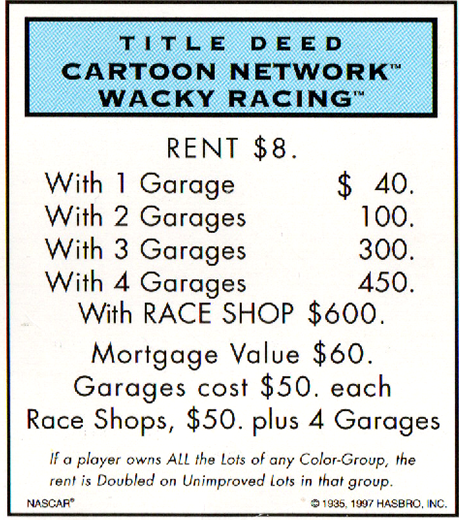 TITLE DEED
CARTOON NETWORK™
WACKY RACING™
RENT $8.
With 1 Garage $ 40.
With 2 Garages 100.
With 3 Garages 300.
With 4 Garages 450.
With RACE SHOP $600.
Mortgage Value $60.
Garages cost $50. each
Race Shops, $50. plus 4 Garages
If a player owns ALL the Lots of any Color-Group, the
rent is Doubled on Unimproved Lots in that group.
NASCAR® © 1935, 1997 HASBRO, INC.